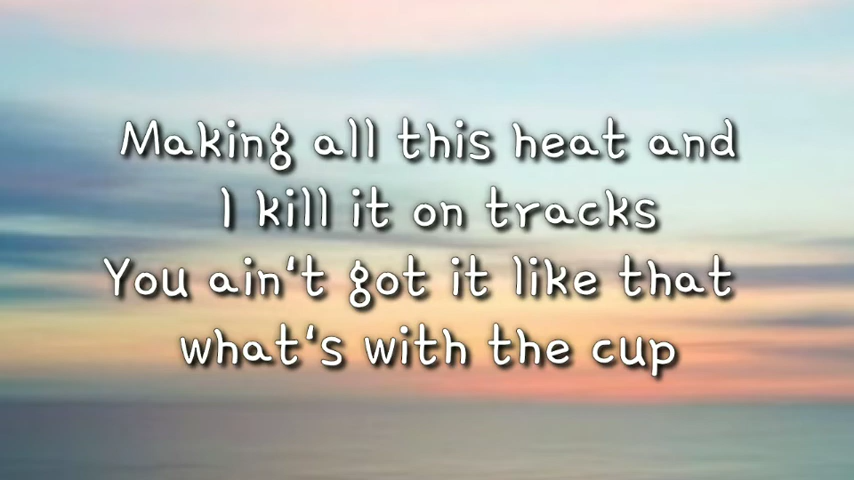 Making all this heat and
I kill it on tracks
You ain't got it like that
what's with the cup